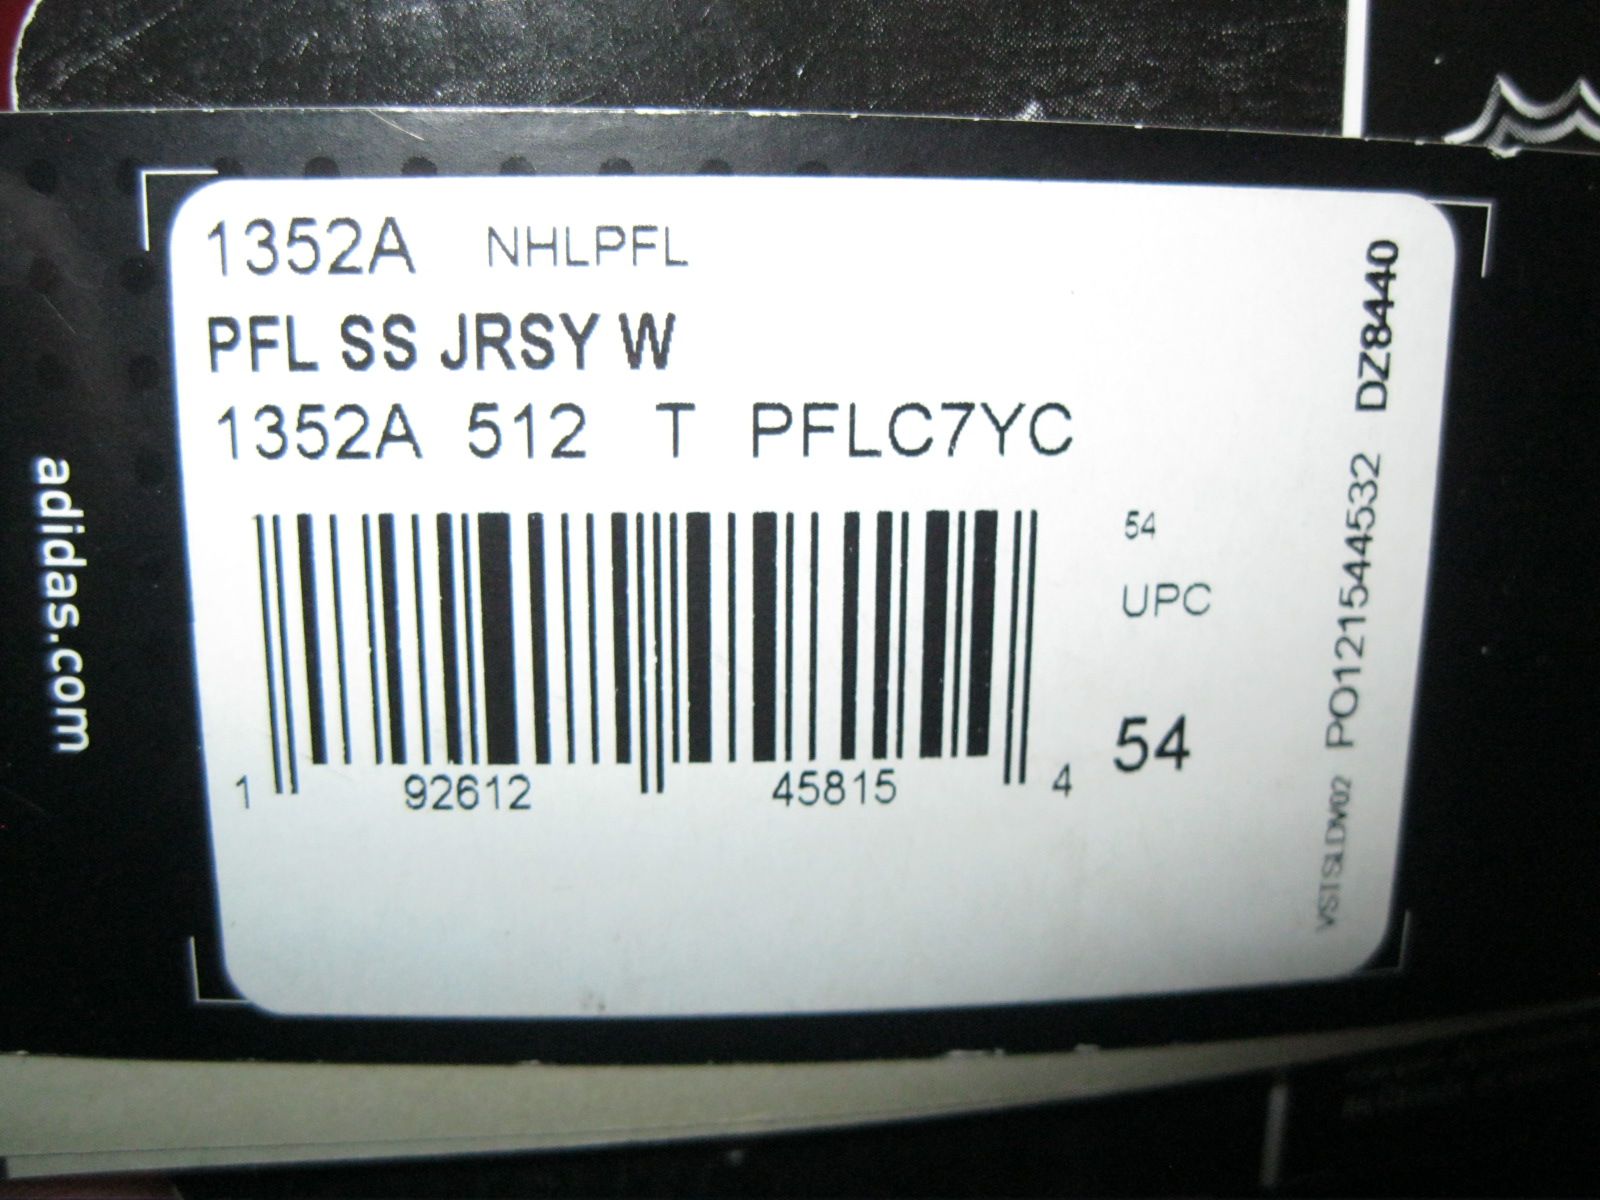 1352A NHLPFL
PFL SS JRSY W
1352A 512 T PFLC7YC
54
UPC
54
1 92612 45815 4
VSTSLDW02 PO121544532 DZ8440
adidas.com